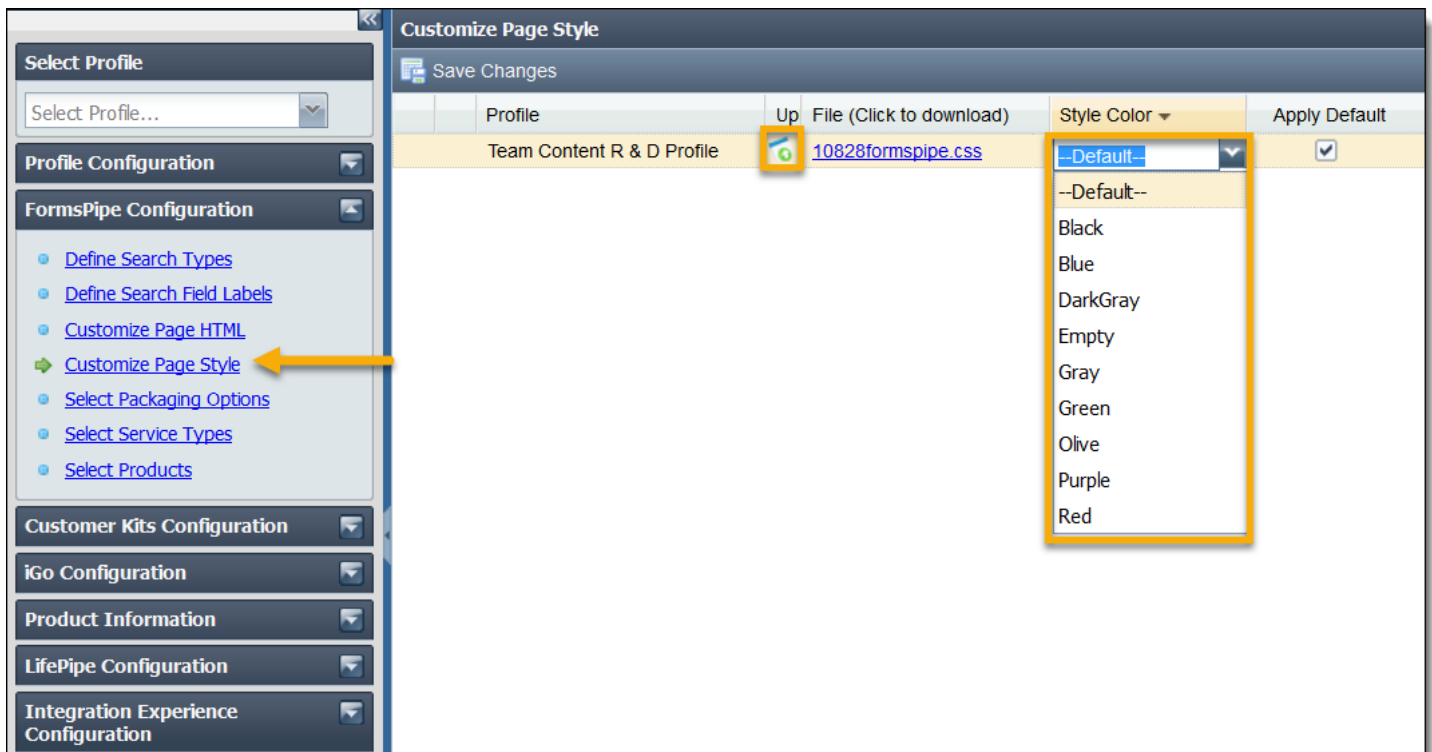 Select Profile
Select Profile...
Profile Configuration
FormsPipe Configuration
Define Search Types
Define Search Field Labels
Customize Page HTML
Customize Page Style
Select Packaging Options
Select Service Types
Select Products
Customer Kits Configuration
iGo Configuration
Product Information
LifePipe Configuration
Integration Experience
Configuration
Customize Page Style
Save Changes
Profile Up File (Click to download) Style Color Apply Default
Team Content R & D Profile 10828formspipe.css --Default--
--Default--
Black
Blue
DarkGray
Empty
Gray
Green
Olive
Purple
Red